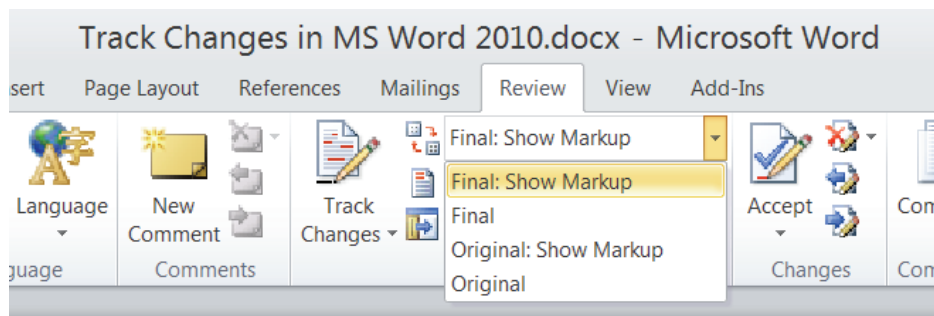 Track Changes in MS Word 2010.docx - Microsoft Word
sert Page Layout References Mailings Review View Add-Ins
Final: Show Markup
Final: Show Markup
Final
Original: Show Markup
Original
Language
New Comment
Track Changes
Accept
Com
guage Comments Changes Con